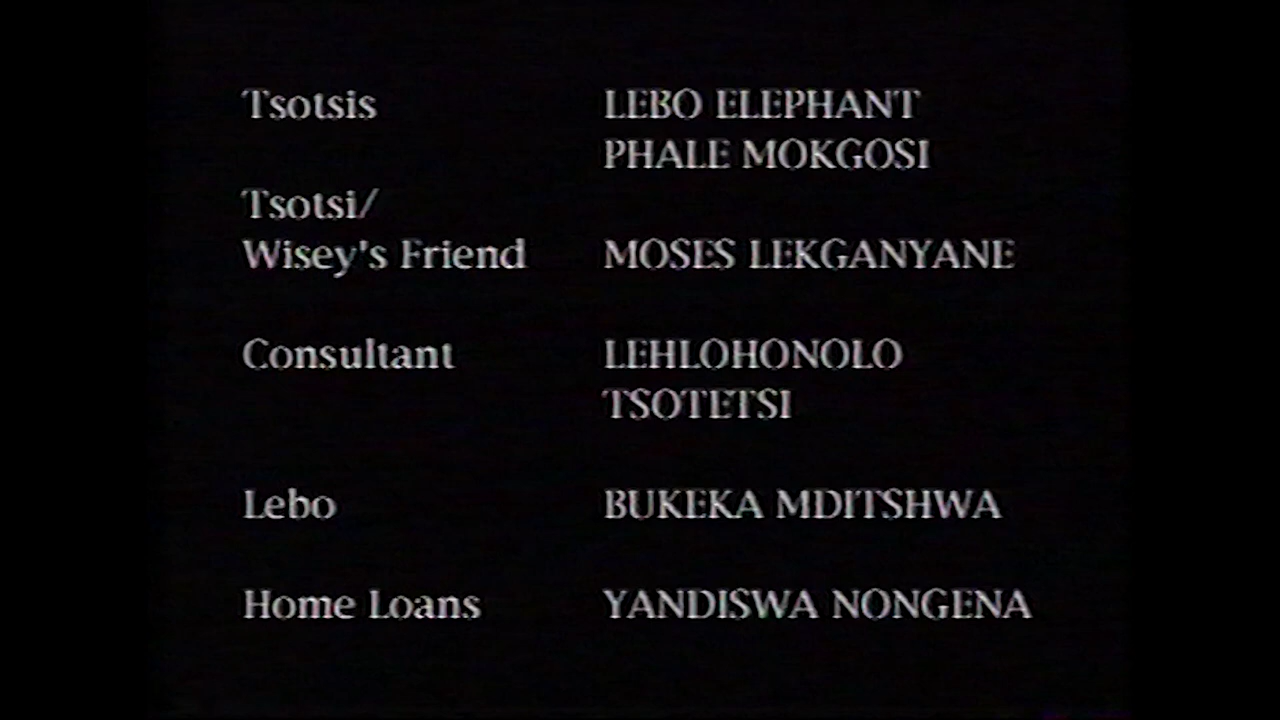 Tsotsis LEBO ELEPHANT
PHALE MOKGOSI
Tsotsi/
Wisey's Friend MOSES LEKGANYANE
Consultant LEHLOHONOLO
TSOTETSI
Lebo BUKEKA MDITSHWA
Home Loans YANDISWA NONGENA